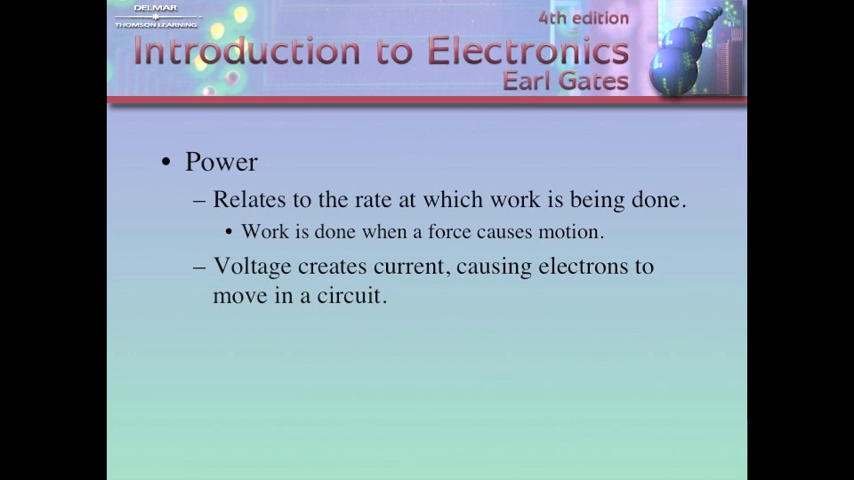 DELMAR
THOMSON LEARNING
4th edition
Introduction to Electronics
Earl Gates
• Power
– Relates to the rate at which work is being done.
• Work is done when a force causes motion.
– Voltage creates current, causing electrons to
move in a circuit.